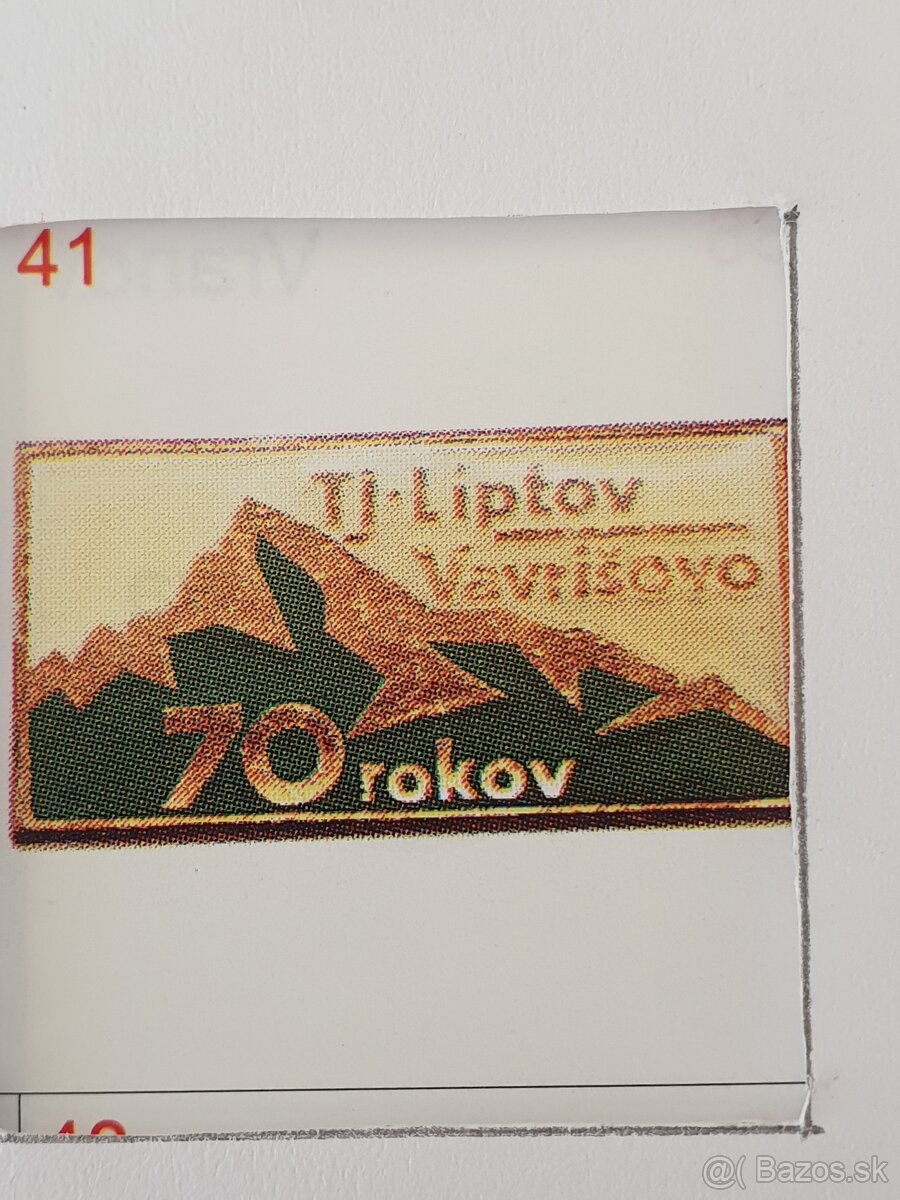 41
TJ·Liptov
Vavrišovo
70 rokov
@( Bazos.sk